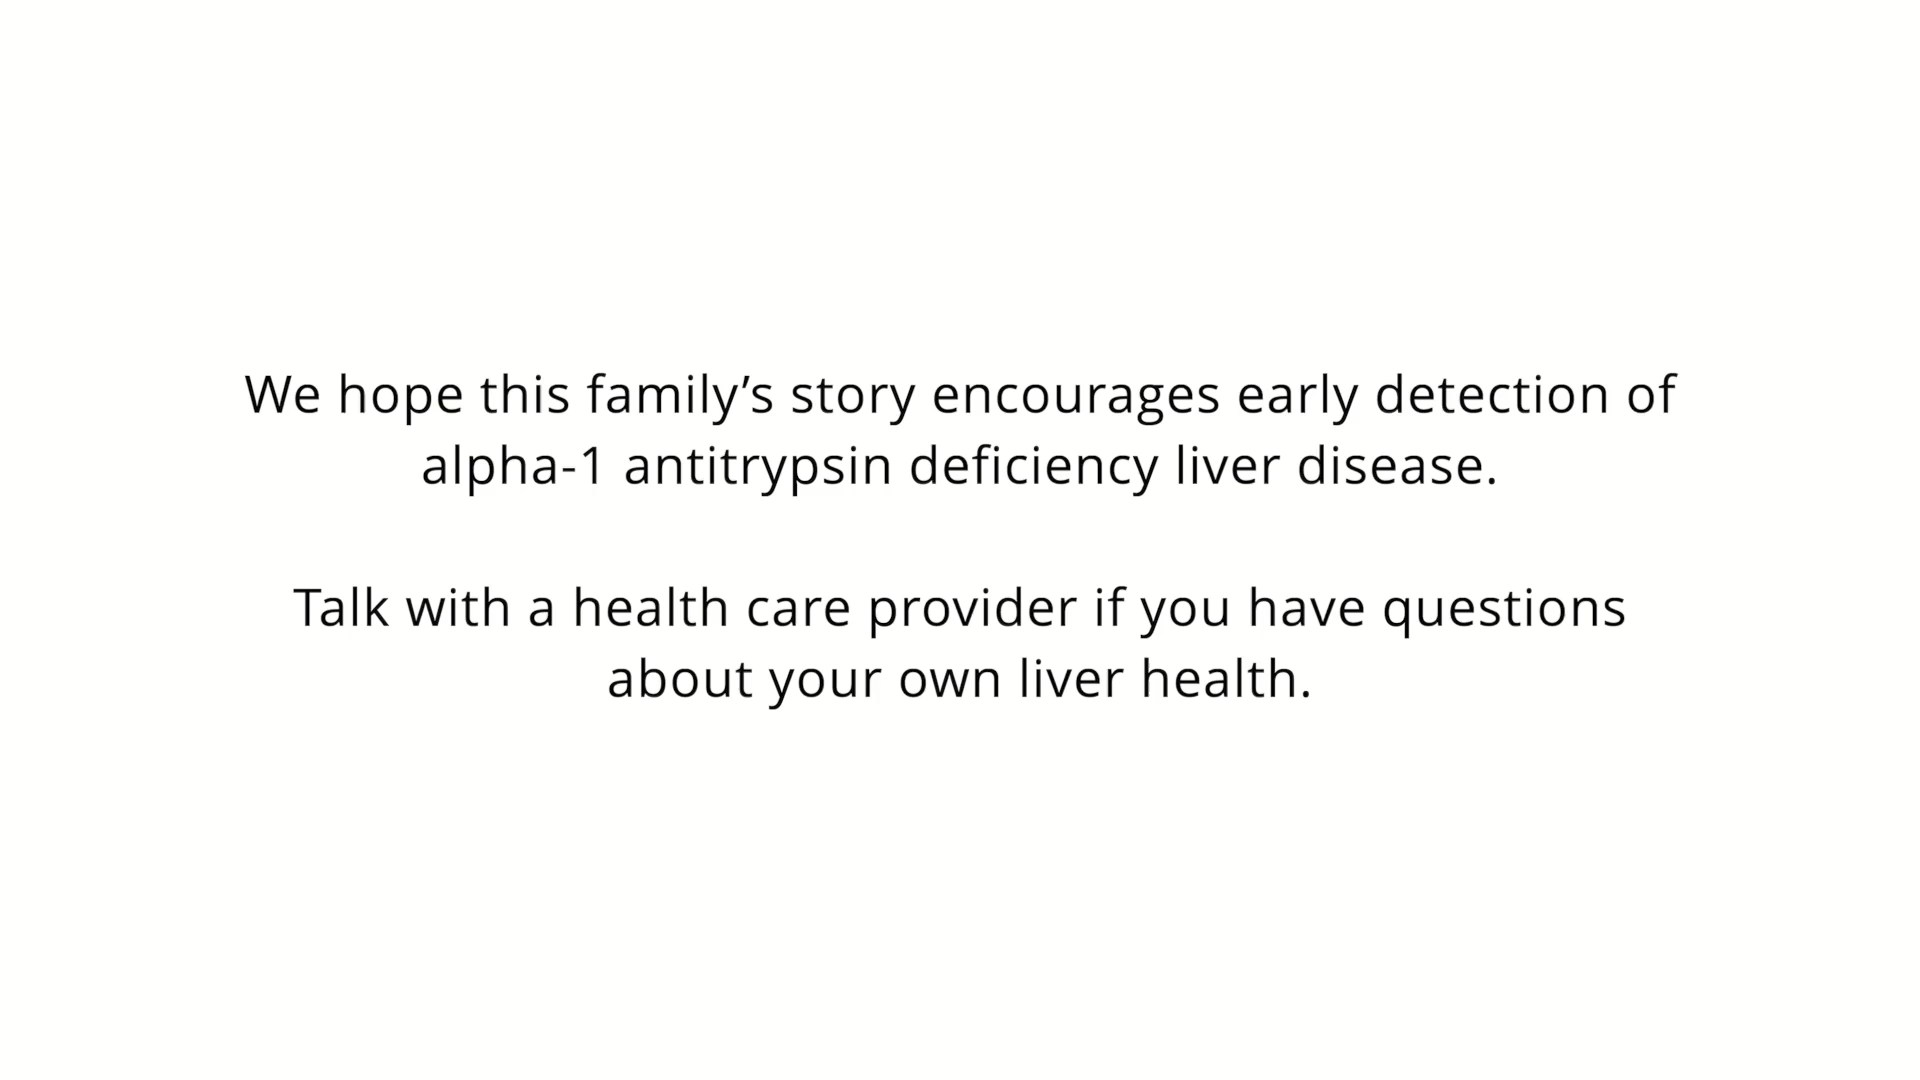 We hope this family’s story encourages early detection of
alpha-1 antitrypsin deficiency liver disease.
Talk with a health care provider if you have questions
about your own liver health.